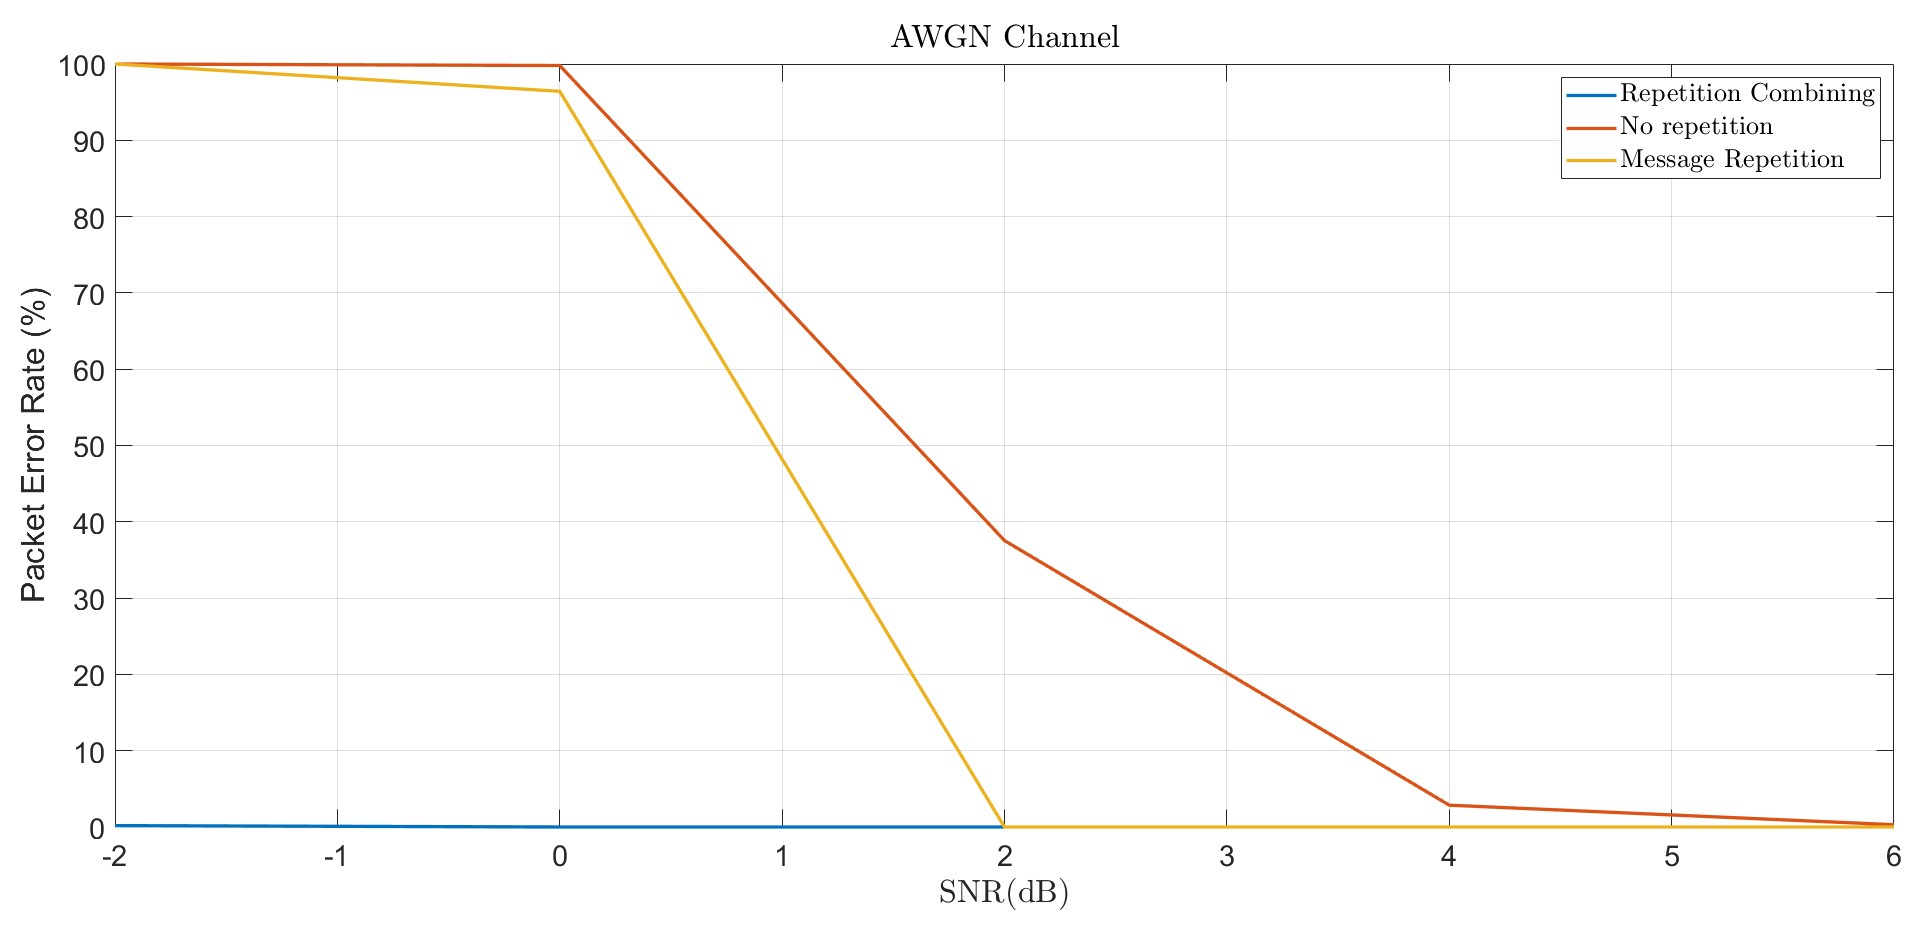 AWGN Channel
Repetition Combining
No repetition
Message Repetition
Packet Error Rate (%)
100
90
80
70
60
50
40
30
20
10
0
-2 -1 0 1 2 3 4 5 6
SNR(dB)